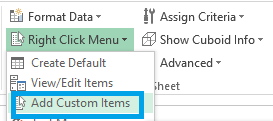 Format Data
Assign Criteria
Right Click Menu
Show Cuboid Info
Create Default
Advanced
View/Edit Items
Sheet
Add Custom Items